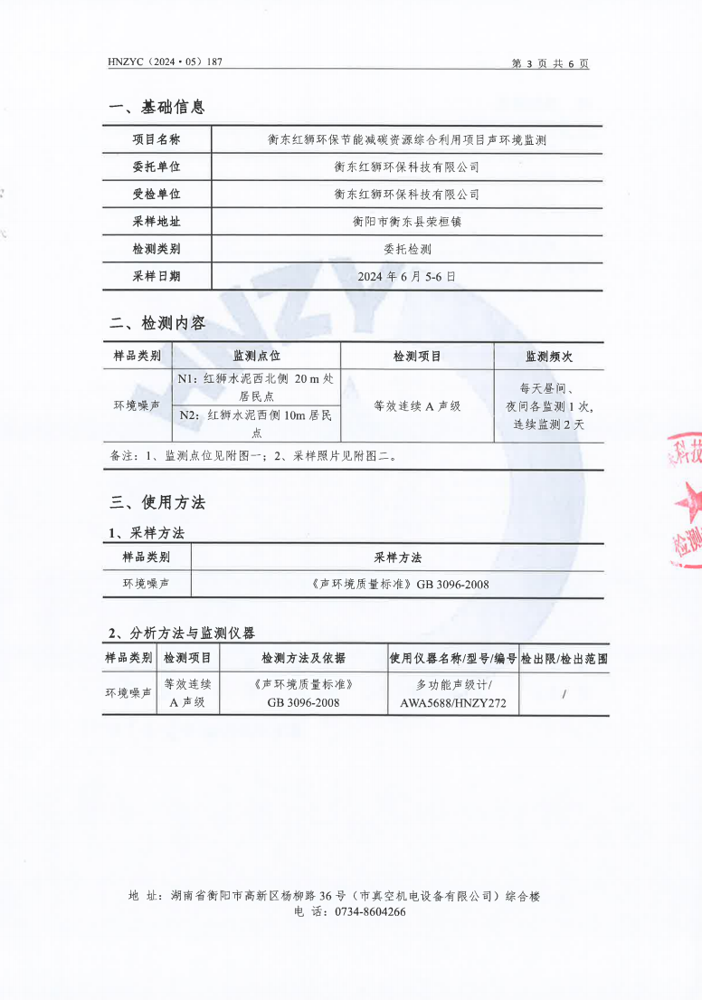 HNZYC（2024·05）187
第 3 页 共 6 页
一、基础信息
项目名称 衡东红狮环保节能减碳资源综合利用项目声环境监测
委托单位 衡东红狮环保科技有限公司
受检单位 衡东红狮环保科技有限公司
采样地址 衡阳市衡东县荣桓镇
检测类别 委托检测
采样日期 2024 年 6 月 5-6 日
二、检测内容
样品类别 监测点位 检测项目 监测频次
环境噪声
N1：红狮水泥西北侧 20 m 处
居民点
N2：红狮水泥西侧 10m 居民
点
等效连续 A 声级
每天昼间、
夜间各监测 1 次，
连续监测 2 天
备注：1、监测点位见附图一；2、采样照片见附图二。
三、使用方法
1、采样方法
样品类别 采样方法
环境噪声 《声环境质量标准》GB 3096-2008
2、分析方法与监测仪器
样品类别 检测项目 检测方法及依据 使用仪器名称/型号/编号 检出限/检出范围
环境噪声
等效连续
A 声级
《声环境质量标准》
GB 3096-2008
多功能声级计/
AWA5688/HNZY272
/
地 址：湖南省衡阳市高新区杨柳路 36 号（市真空机电设备有限公司）综合楼
电 话：0734-8604266
HNZY
科技
检测